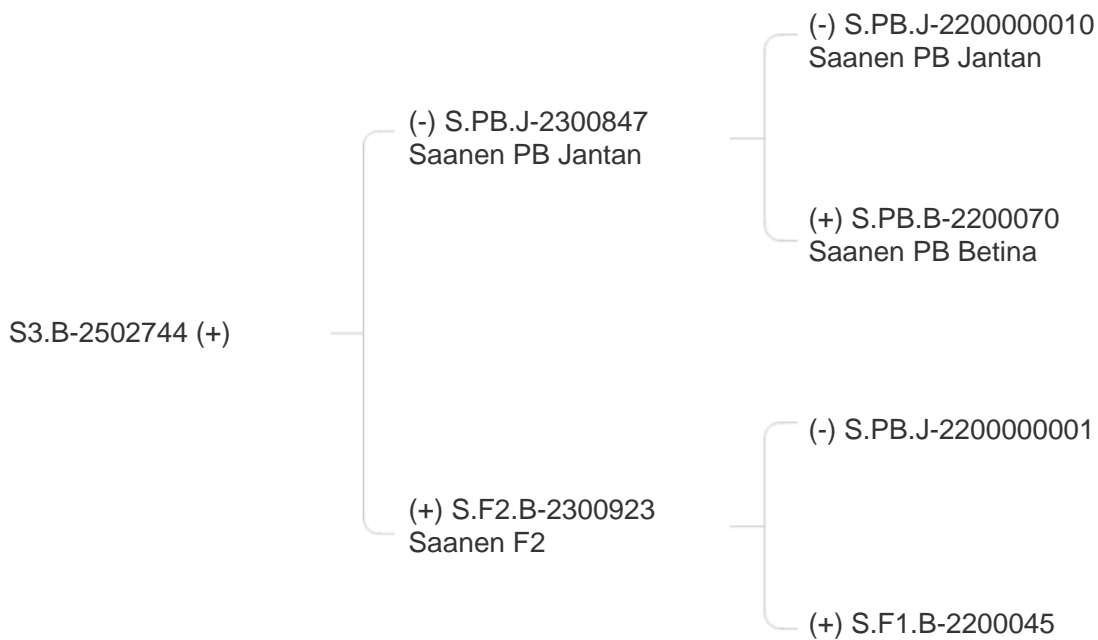 (-) S.PB.J-2200000010
Saanen PB Jantan
(-) S.PB.J-2300847
Saanen PB Jantan
(+) S.PB.B-2200070
Saanen PB Betina
S3.B-2502744 (+)
(-) S.PB.J-2200000001
(+) S.F2.B-2300923
Saanen F2
(+) S.F1.B-2200045